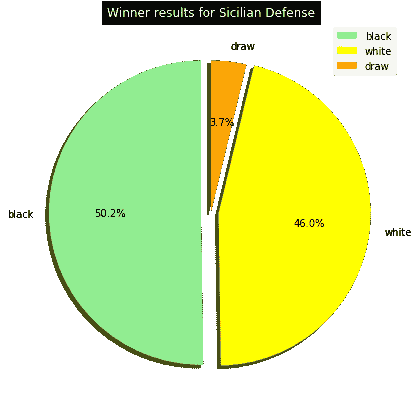 Winner results for Sicilian Defense
black
white
draw
draw
3.7%
black
50.2%
46.0%
white